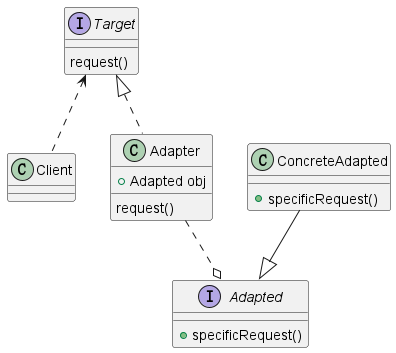 I Target
request()
C Client
C Adapter
Adapted obj
request()
C ConcreteAdapted
specificRequest()
I Adapted
specificRequest()